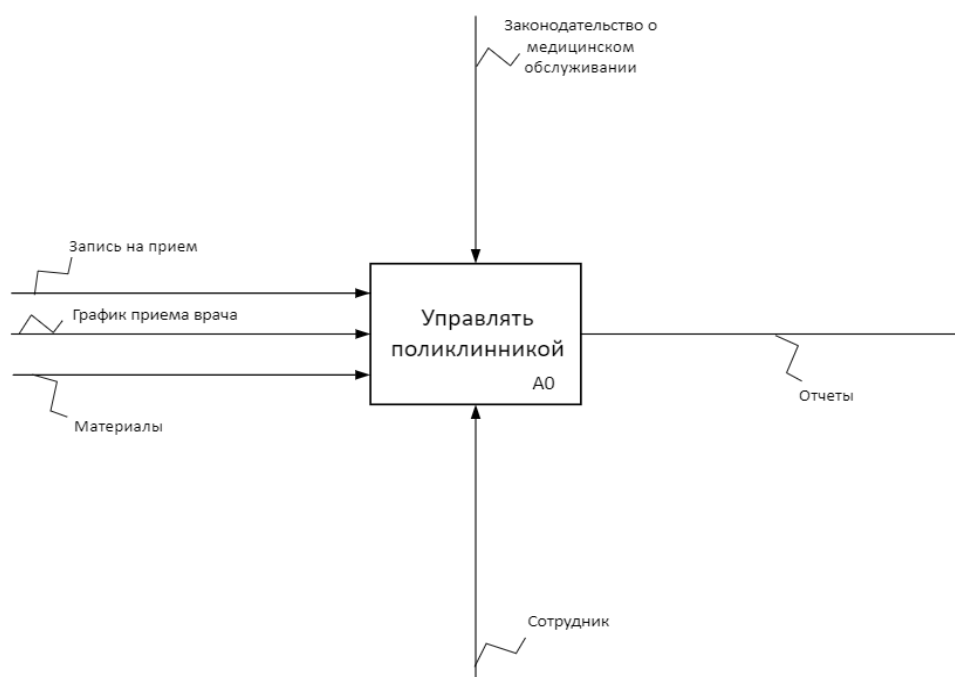 Законодательство о
медицинском
обслуживании
Запись на прием
График приема врача
Управлять
поликлинникой
A0
Материалы
Отчеты
Сотрудник